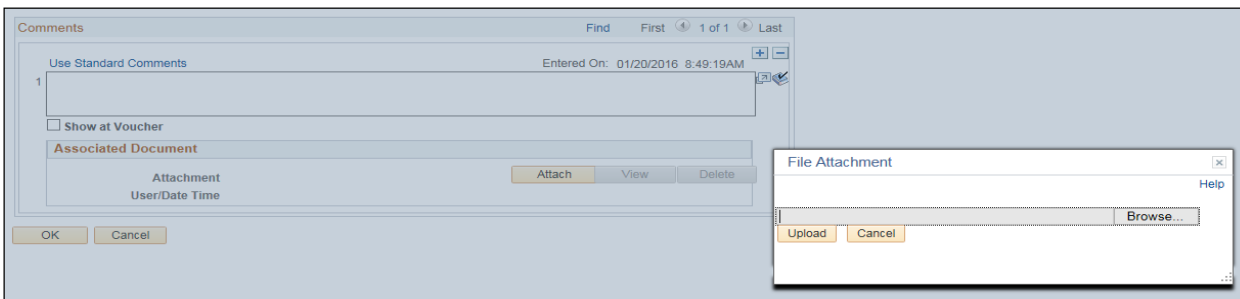 Comments Find First 1 of 1 Last
Use Standard Comments Entered On: 01/20/2016 8:49:19AM
1
Show at Voucher
Associated Document
Attachment Attach View Delete
User/Date Time
OK Cancel
File Attachment
Help
Browse...
Upload Cancel